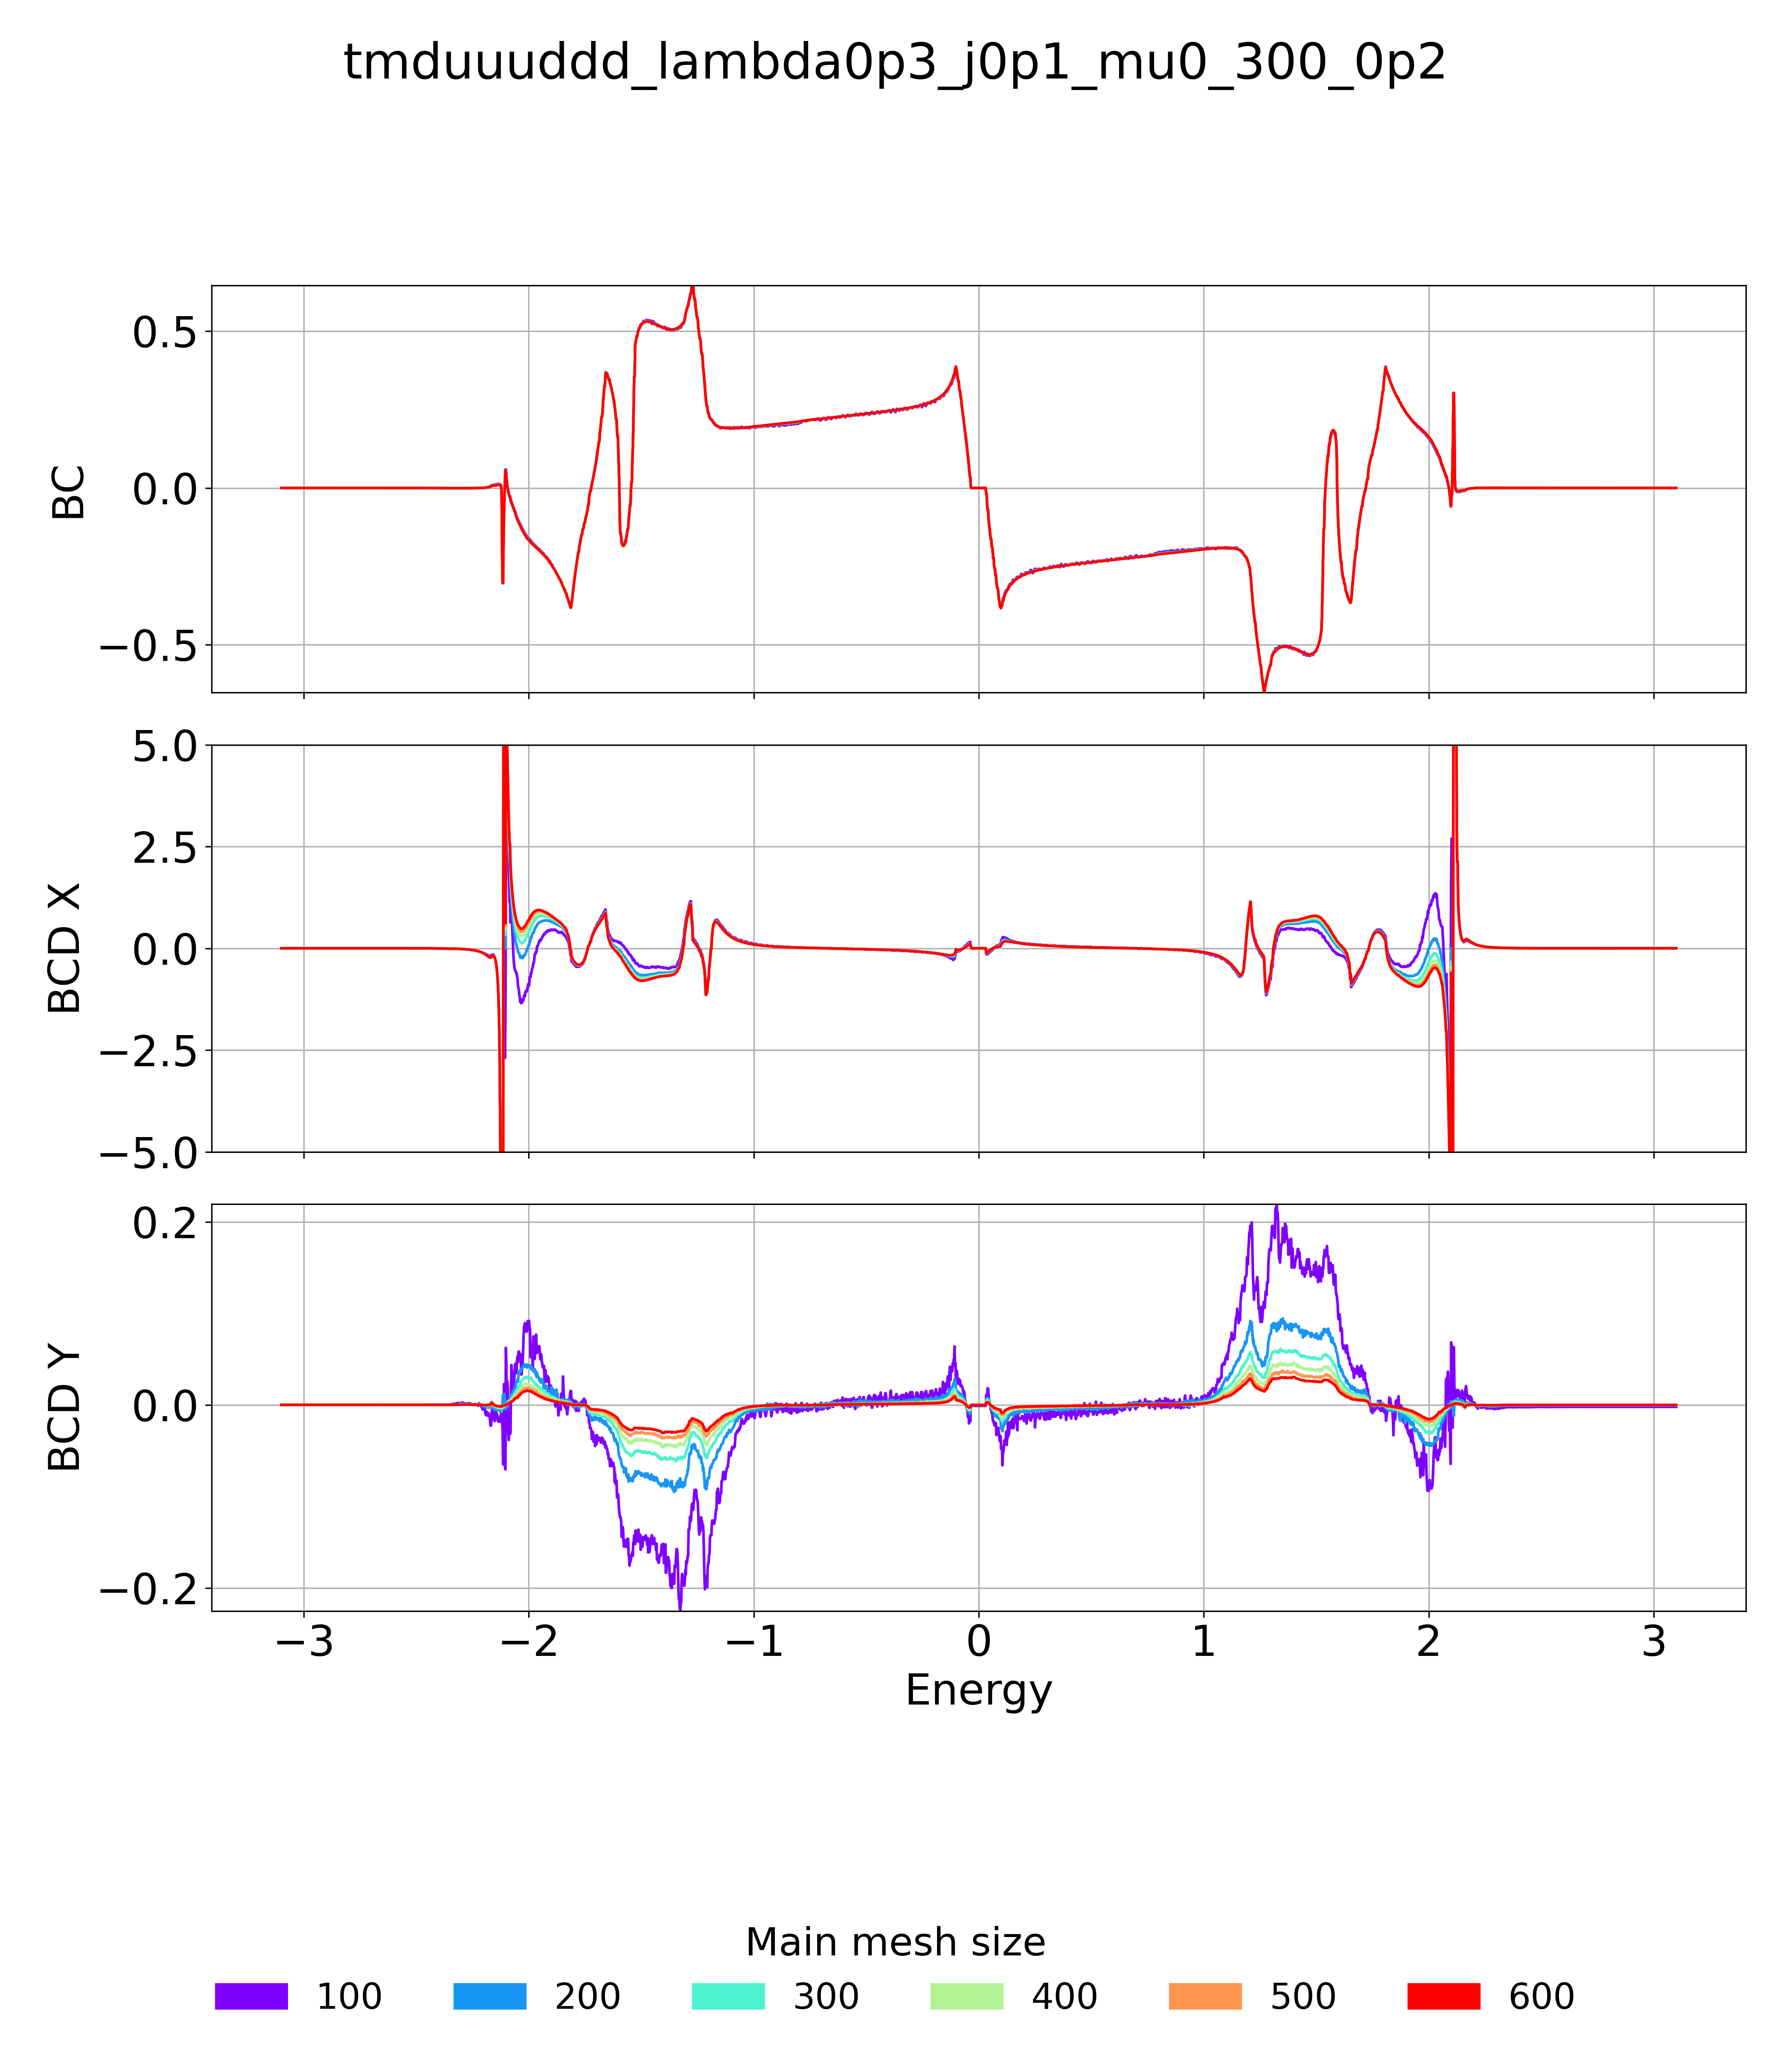 tmduuuddd_lambda0p3_j0p1_mu0_300_0p2
0.5
0.0
−0.5
BC
5.0
2.5
0.0
−2.5
−5.0
BCD X
0.2
0.0
−0.2
BCD Y
−3 −2 −1 0 1 2 3
Energy
Main mesh size
100 200 300 400 500 600